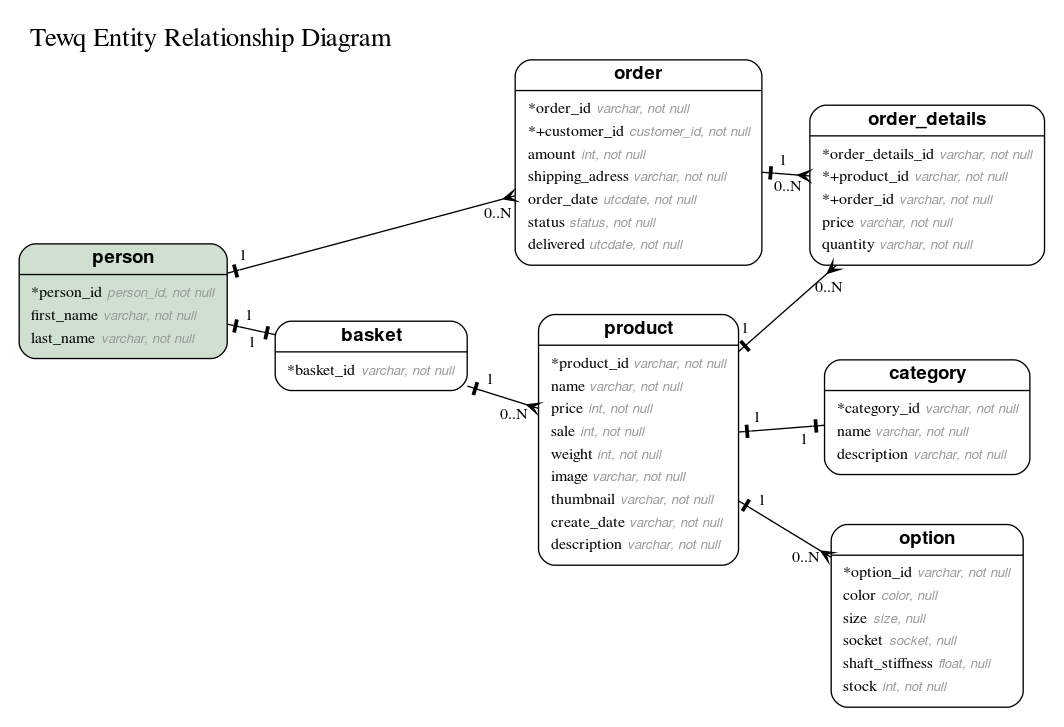 Tewq Entity Relationship Diagram
order
*order_id varchar, not null
*+customer_id customer_id, not null
amount int, not null
shipping_adress varchar, not null
order_date utcdate, not null
status status, not null
delivered utcdate, not null
order_details
*order_details_id varchar, not null
*+product_id varchar, not null
*+order_id varchar, not null
price varchar, not null
quantity varchar, not null
1
0..N
0..N
1
person
*person_id person_id, not null
first_name varchar, not null
last_name varchar, not null
1
1
basket
*basket_id varchar, not null
1
0..N
product
*product_id varchar, not null
name varchar, not null
price int, not null
sale int, not null
weight int, not null
image varchar, not null
thumbnail varchar, not null
create_date varchar, not null
description varchar, not null
0..N
1
1
1
category
*category_id varchar, not null
name varchar, not null
description varchar, not null
1
0..N
option
*option_id varchar, not null
color color, null
size size, null
socket socket, null
shaft_stiffness float, null
stock int, not null